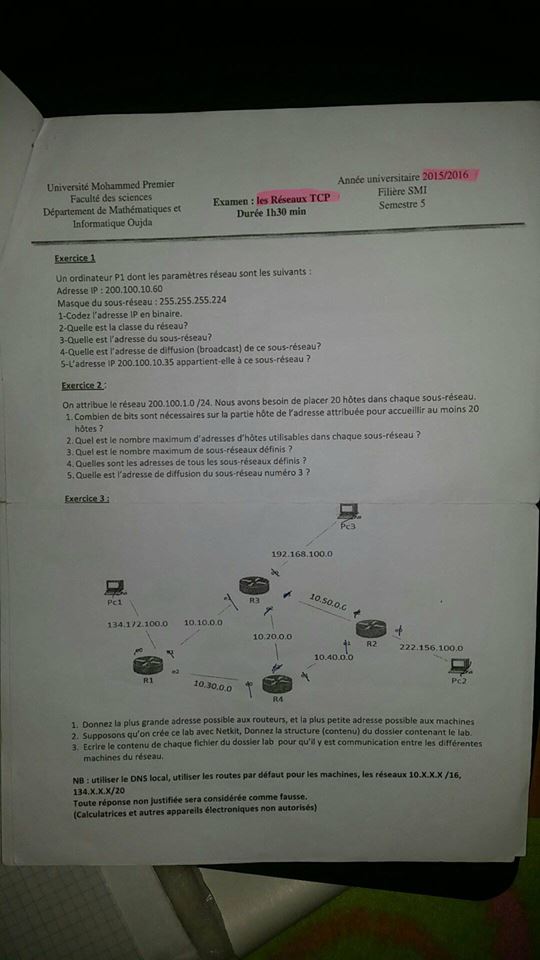 Université Mohammed Premier
Faculté des sciences
Département de Mathématiques et
Informatique Oujda
Examen : les Réseaux TCP
Durée 1h30 min
Année universitaire 2015/2016
Filière SMI
Semestre 5
Exercice 1
Un ordinateur P1 dont les paramètres réseau sont les suivants :
Adresse IP : 200.100.10.60
Masque du sous-réseau : 255.255.255.224
1-Codez l'adresse IP en binaire.
2-Quelle est la classe du réseau?
3-Quelle est l'adresse du sous-réseau?
4-Quelle est l'adresse de diffusion (broadcast) de ce sous-réseau?
5-L'adresse IP 200.100.10.35 appartient-elle à ce sous-réseau ?
Exercice 2 :
On attribue le réseau 200.100.1.0 /24. Nous avons besoin de placer 20 hôtes dans chaque sous-réseau.
1. Combien de bits sont nécessaires sur la partie hôte de l'adresse attribuée pour accueillir au moins 20
hôtes ?
2. Quel est le nombre maximum d'adresses d'hôtes utilisables dans chaque sous-réseau ?
3. Quel est le nombre maximum de sous-réseaux définis ?
4. Quelles sont les adresses de tous les sous-réseaux définis ?
5. Quelle est l'adresse de diffusion du sous-réseau numéro 3 ?
Exercice 3 :
Pc3
192.168.100.0
Pc1
R3
10.50.0.0
134.172.100.0
10.10.0.0
10.20.0.0
R2
222.156.100.0
10.40.0.0
R1
Pc2
10.30.0.0
R4
1. Donnez la plus grande adresse possible aux routeurs, et la plus petite adresse possible aux machines
2. Supposons qu'on crée ce lab avec Netkit, Donnez la structure (contenu) du dossier contenant le lab.
3. Ecrire le contenu de chaque fichier du dossier lab pour qu'il y est communication entre les différentes
machines du réseau.
NB : utiliser le DNS local, utiliser les routes par défaut pour les machines, les réseaux 10.X.X.X /16,
134.X.X.X/20
Toute réponse non justifiée sera considérée comme fausse.
(Calculatrices et autres appareils électroniques non autorisés)